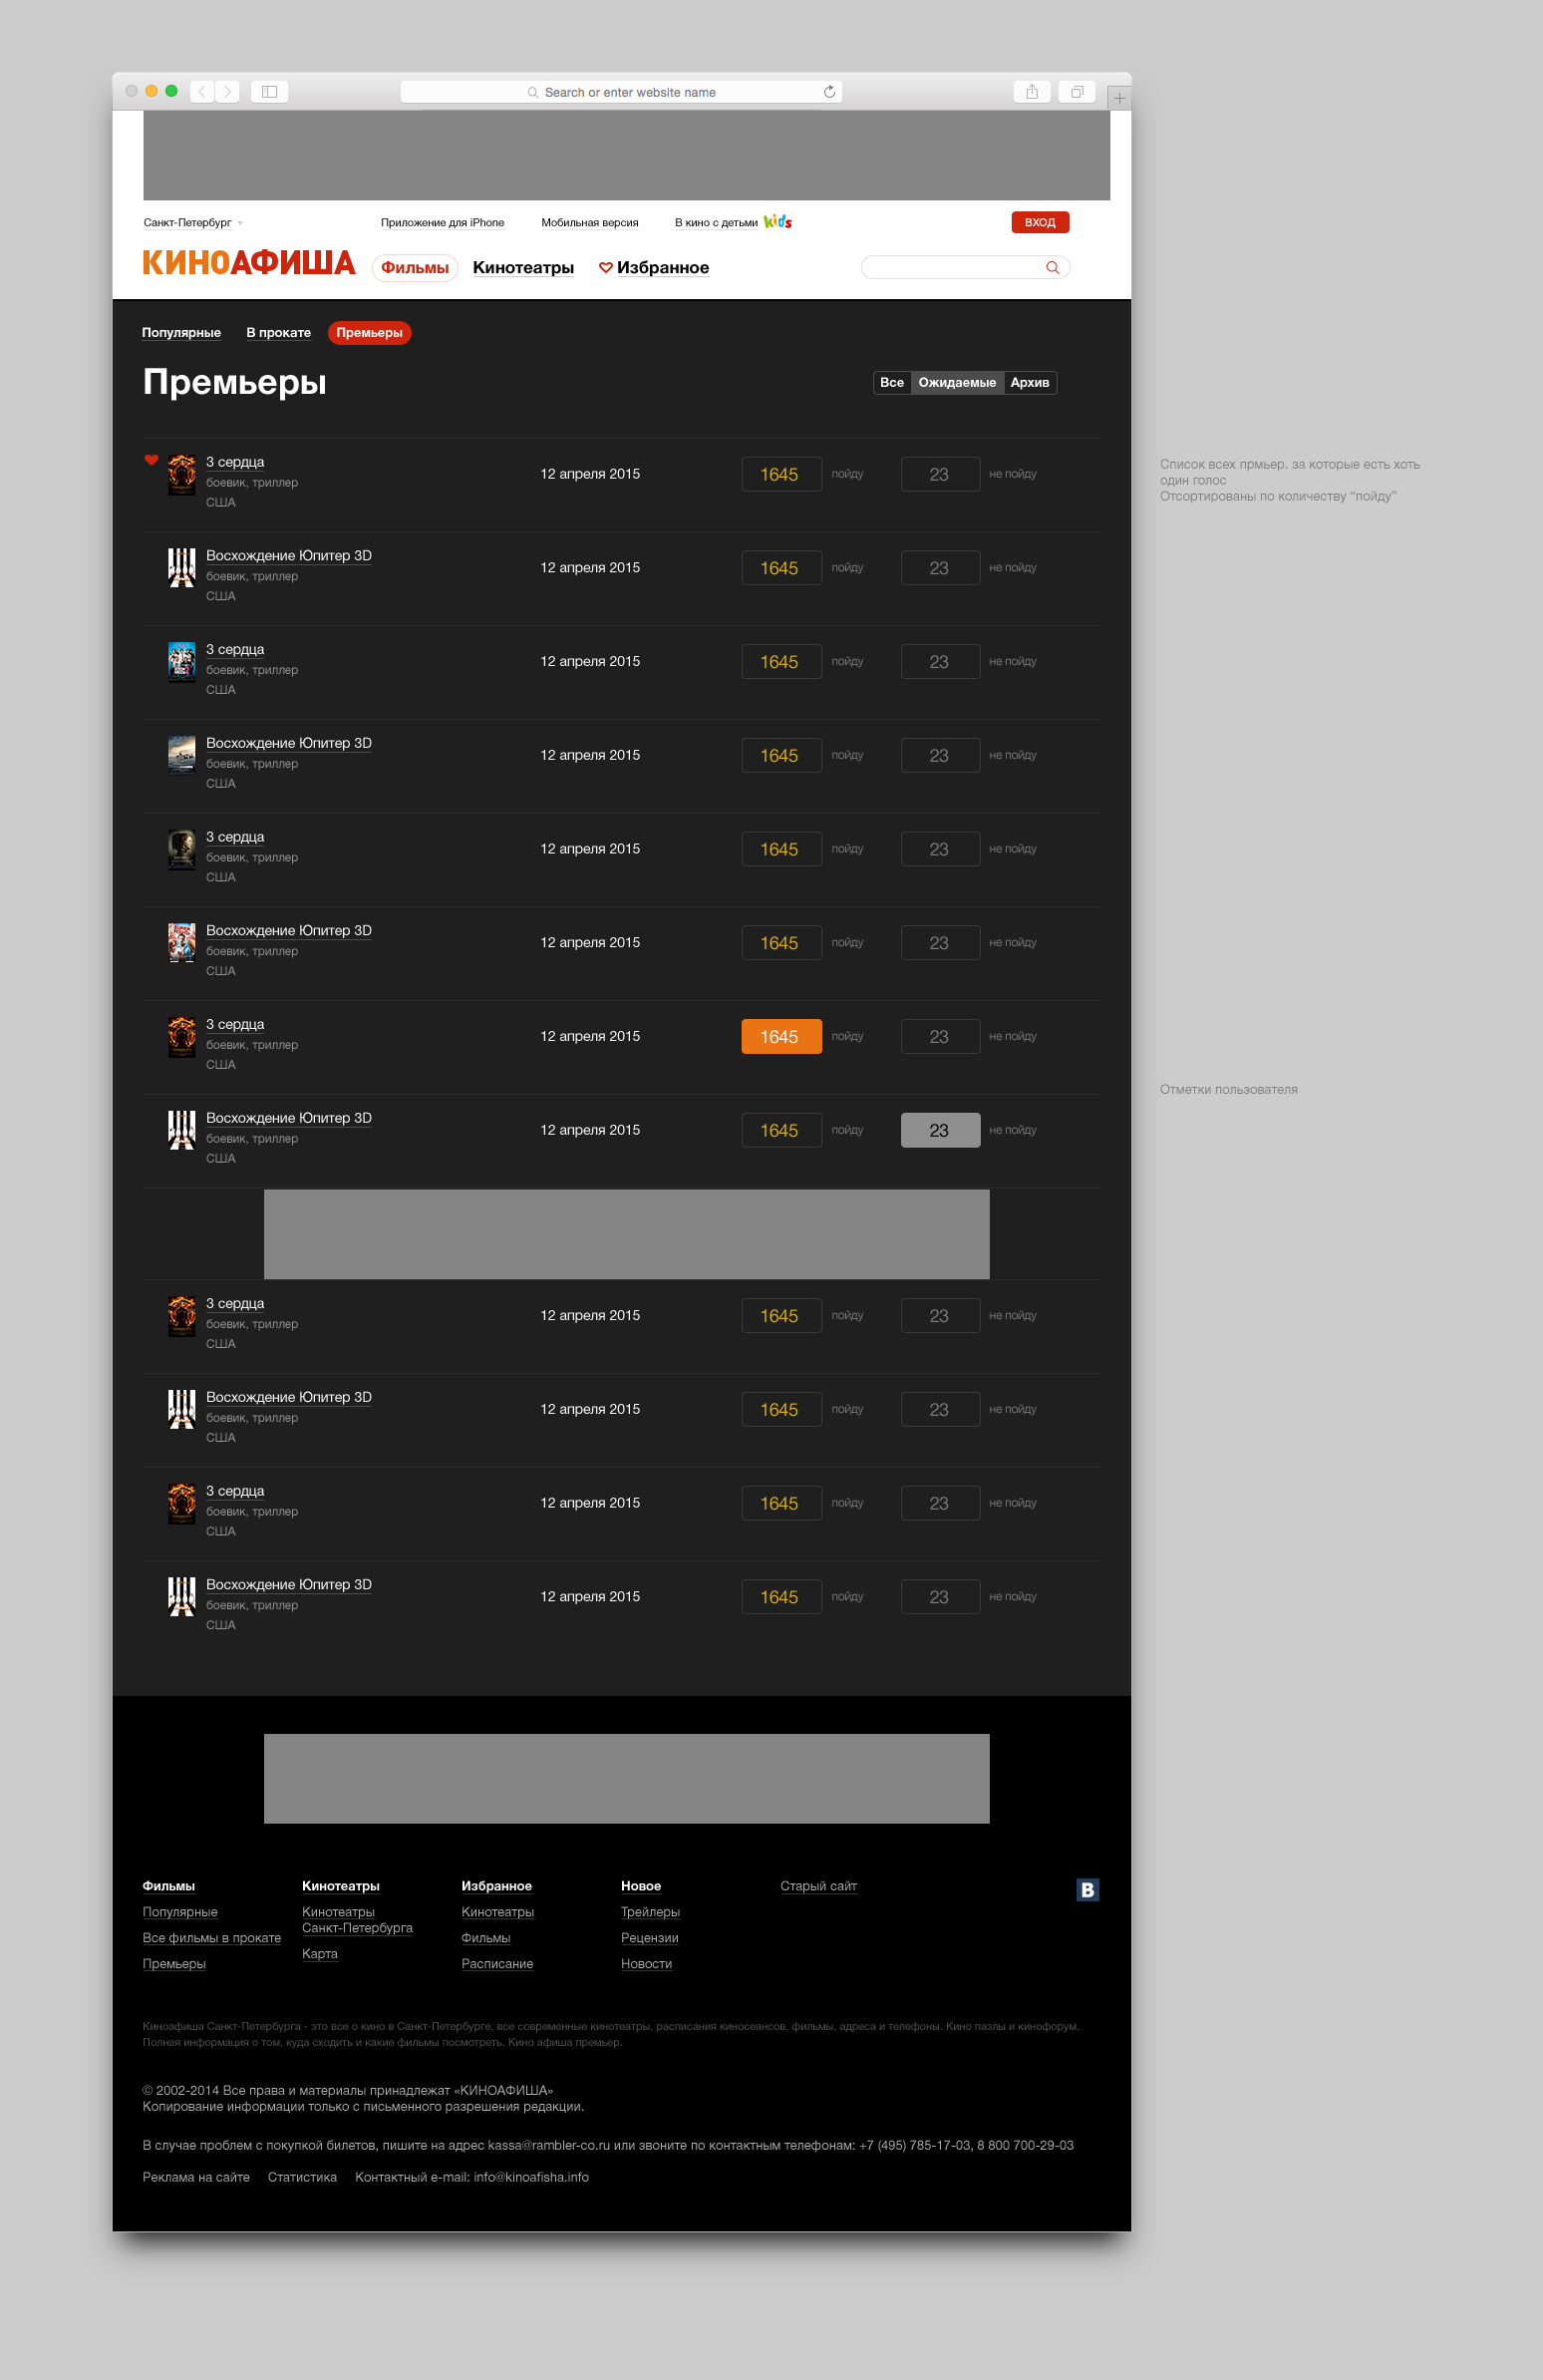 Search or enter website name
Санкт-Петербург
Приложение для iPhone
Мобильная версия
В кино с детьми kids
ВХОД
КИНОАФИША
Фильмы
Кинотеатры
Избранное
Популярные
В прокате
Премьеры
Премьеры
Все
Ожидаемые
Архив
3 сердца
боевик, триллер
США
12 апреля 2015
1645 пойду
23 не пойду
Список всех прмьер. за которые есть хоть
один голос
Отсортированы по количеству “пойду”
Восхождение Юпитер 3D
боевик, триллер
США
12 апреля 2015
1645 пойду
23 не пойду
3 сердца
боевик, триллер
США
12 апреля 2015
1645 пойду
23 не пойду
Восхождение Юпитер 3D
боевик, триллер
США
12 апреля 2015
1645 пойду
23 не пойду
3 сердца
боевик, триллер
США
12 апреля 2015
1645 пойду
23 не пойду
Восхождение Юпитер 3D
боевик, триллер
США
12 апреля 2015
1645 пойду
23 не пойду
3 сердца
боевик, триллер
США
12 апреля 2015
1645 пойду
23 не пойду
Отметки пользователя
Восхождение Юпитер 3D
боевик, триллер
США
12 апреля 2015
1645 пойду
23 не пойду
3 сердца
боевик, триллер
США
12 апреля 2015
1645 пойду
23 не пойду
Восхождение Юпитер 3D
боевик, триллер
США
12 апреля 2015
1645 пойду
23 не пойду
3 сердца
боевик, триллер
США
12 апреля 2015
1645 пойду
23 не пойду
Восхождение Юпитер 3D
боевик, триллер
США
12 апреля 2015
1645 пойду
23 не пойду
Фильмы
Популярные
Все фильмы в прокате
Премьеры
Кинотеатры
Кинотеатры
Санкт-Петербурга
Карта
Избранное
Кинотеатры
Фильмы
Расписание
Новое
Трейлеры
Рецензии
Новости
Старый сайт
В
Киноафиша Санкт-Петербурга - это все о кино в Санкт-Петербурге, все современные кинотеатры, расписания киносеансов, фильмы, адреса и телефоны. Кино пазлы и кинофорум.
Полная информация о том, куда сходить и какие фильмы посмотреть. Кино афиша премьер.
© 2002-2014 Все права и материалы принадлежат «КИНОАФИША»
Копирование информации только с письменного разрешения редакции.
В случае проблем с покупкой билетов, пишите на адрес kassa@rambler-co.ru или звоните по контактным телефонам: +7 (495) 785-17-03, 8 800 700-29-03
Реклама на сайте
Статистика
Контактный e-mail: info@kinoafisha.info